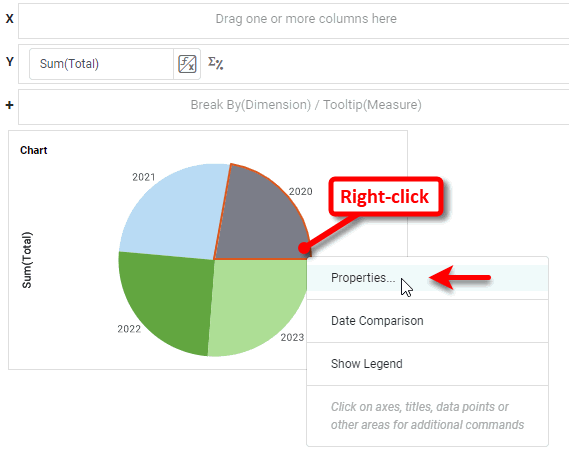 X
Drag one or more columns here
Y
Sum(Total)
f/x
Σ%
+
Break By(Dimension) / Tooltip(Measure)
Chart
2021
2020
Right-click
Sum(Total)
Properties...
Date Comparison
2022
2023
Show Legend
Click on axes, titles, data points or
other areas for additional commands